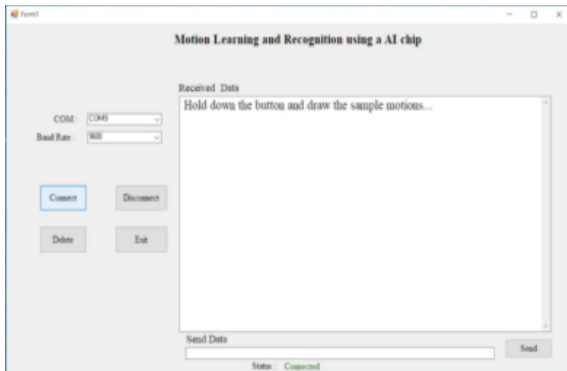 Form1
Motion Learning and Recognition using a AI chip
Received Data
Hold down the button and draw the sample motions...
COM :
Baud Rate : 9600
Connect
Disconnect
Delete
Exit
Send Data
Send
Status : Connected